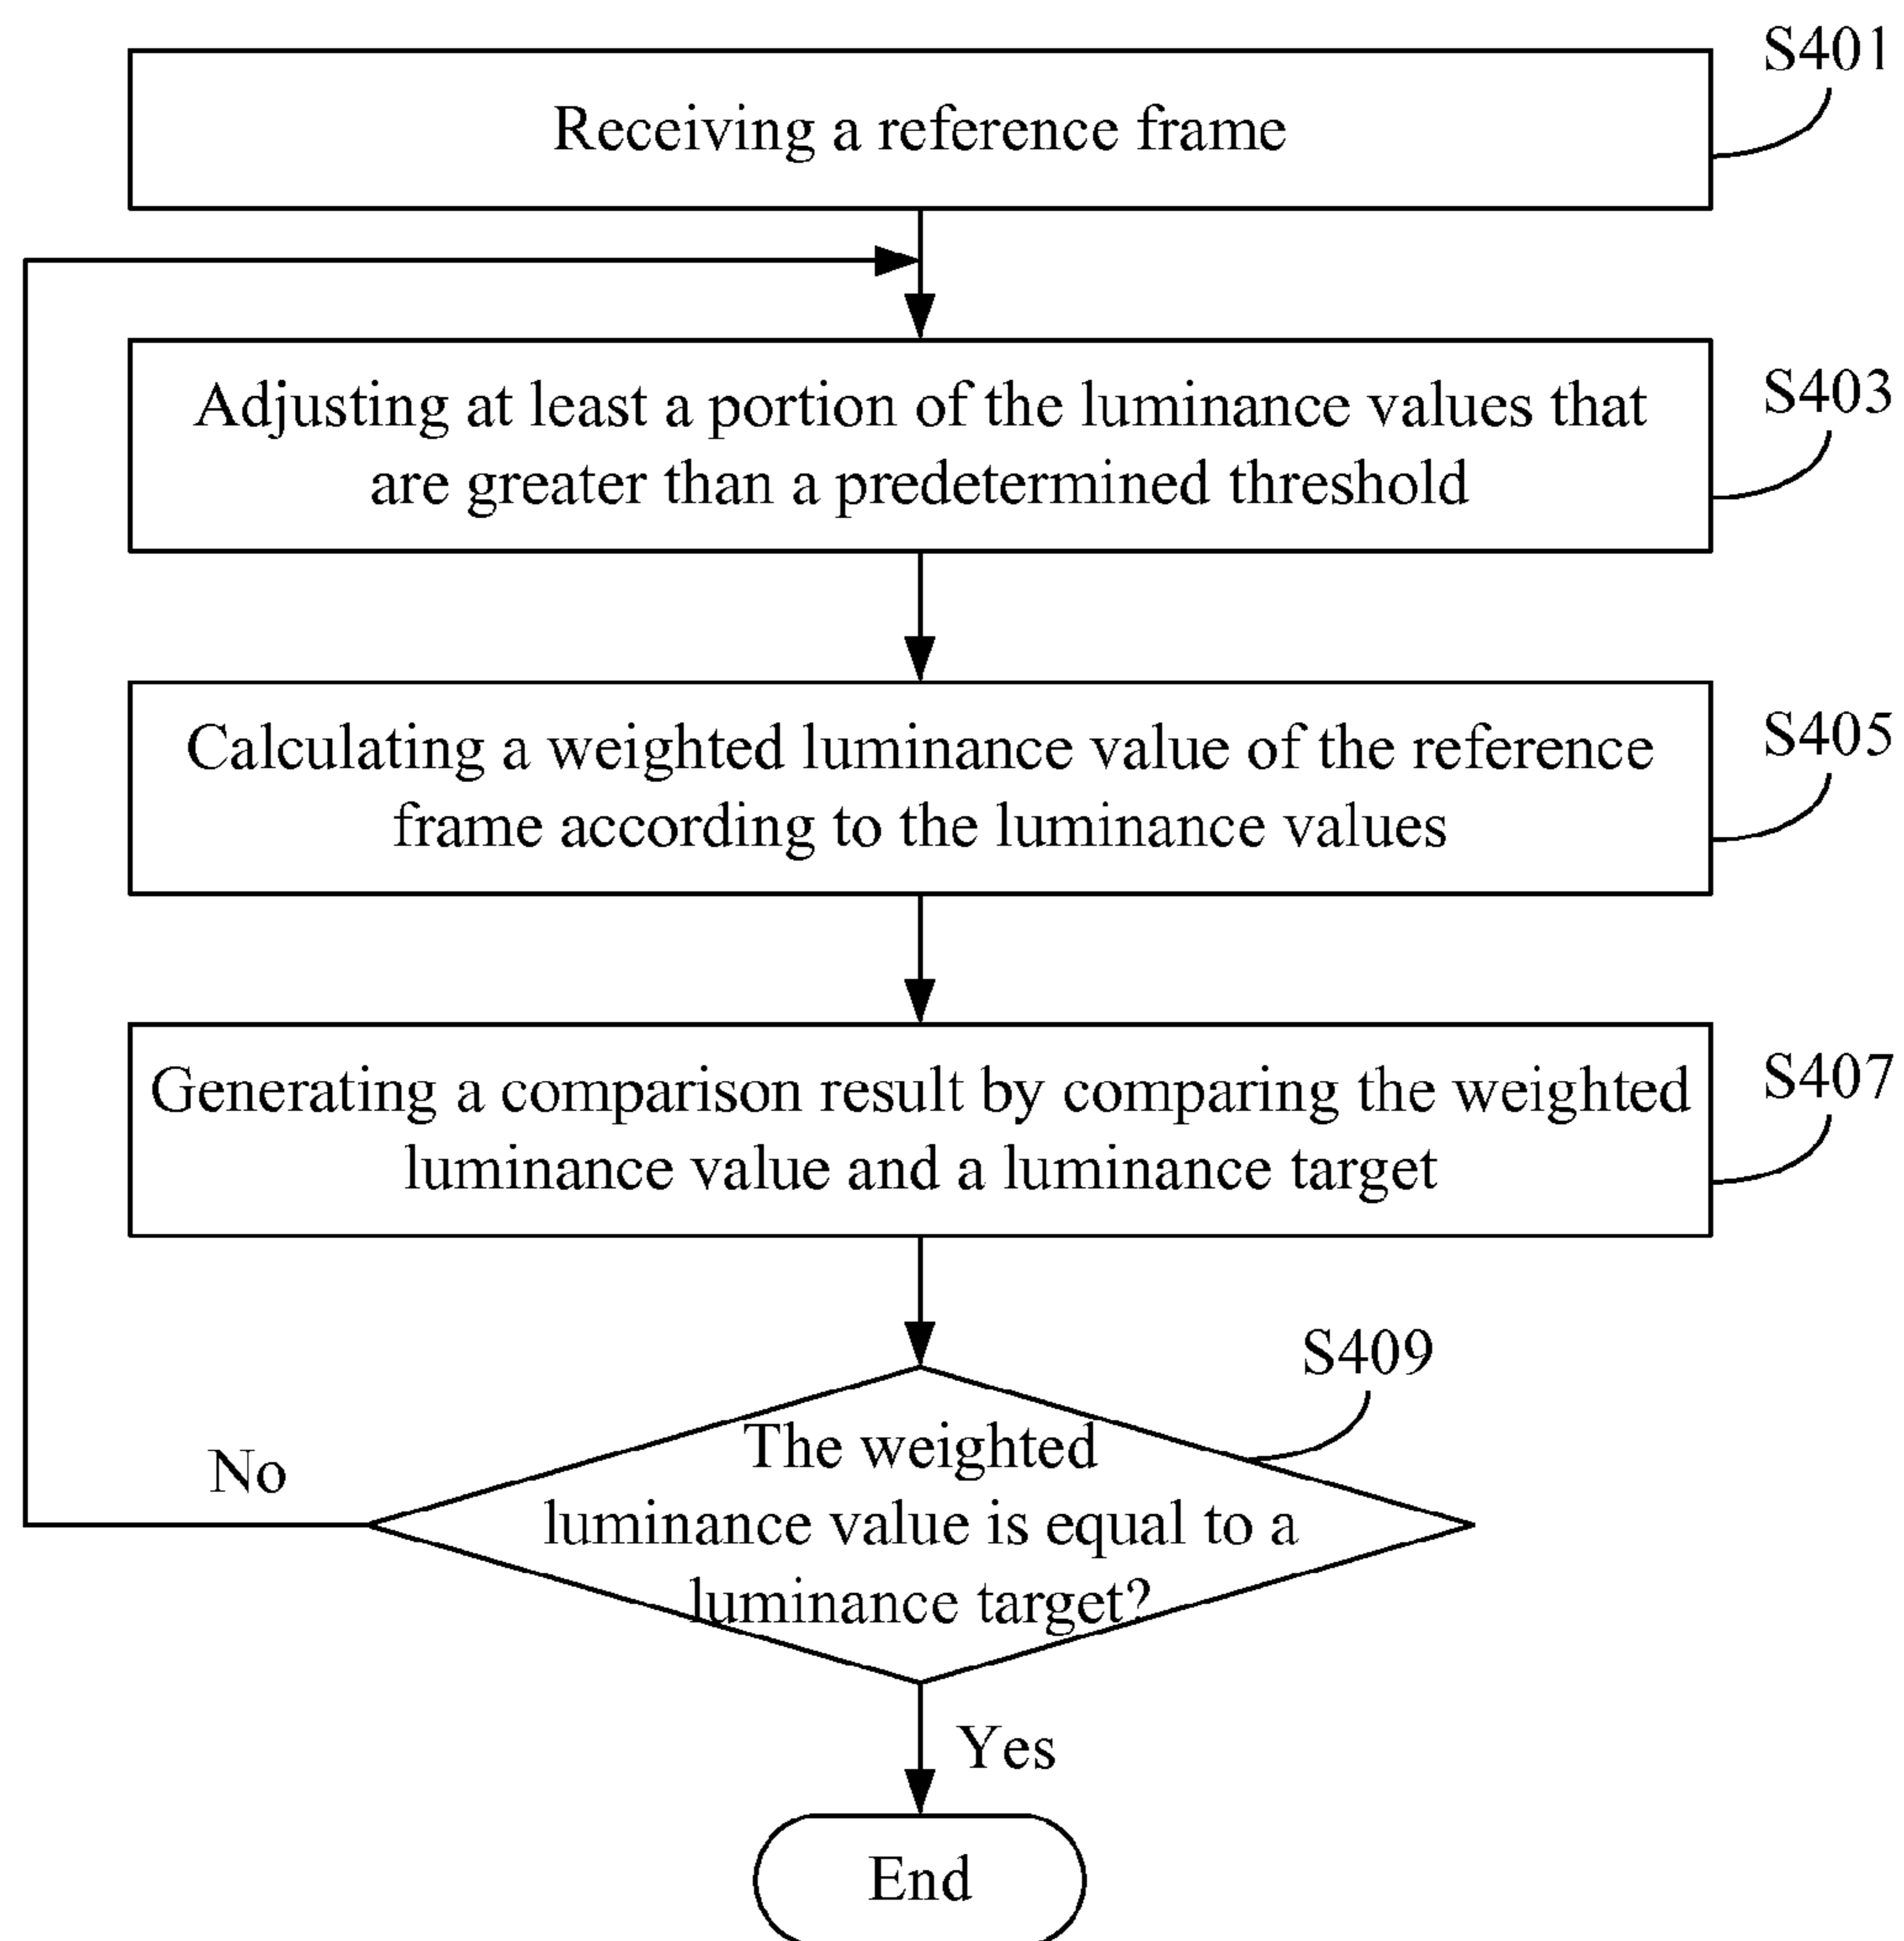 S401
Receiving a reference frame
S403
Adjusting at least a portion of the luminance values that
are greater than a predetermined threshold
S405
Calculating a weighted luminance value of the reference
frame according to the luminance values
S407
Generating a comparison result by comparing the weighted
luminance value and a luminance target
S409
The weighted
luminance value is equal to a
luminance target?
No
Yes
End